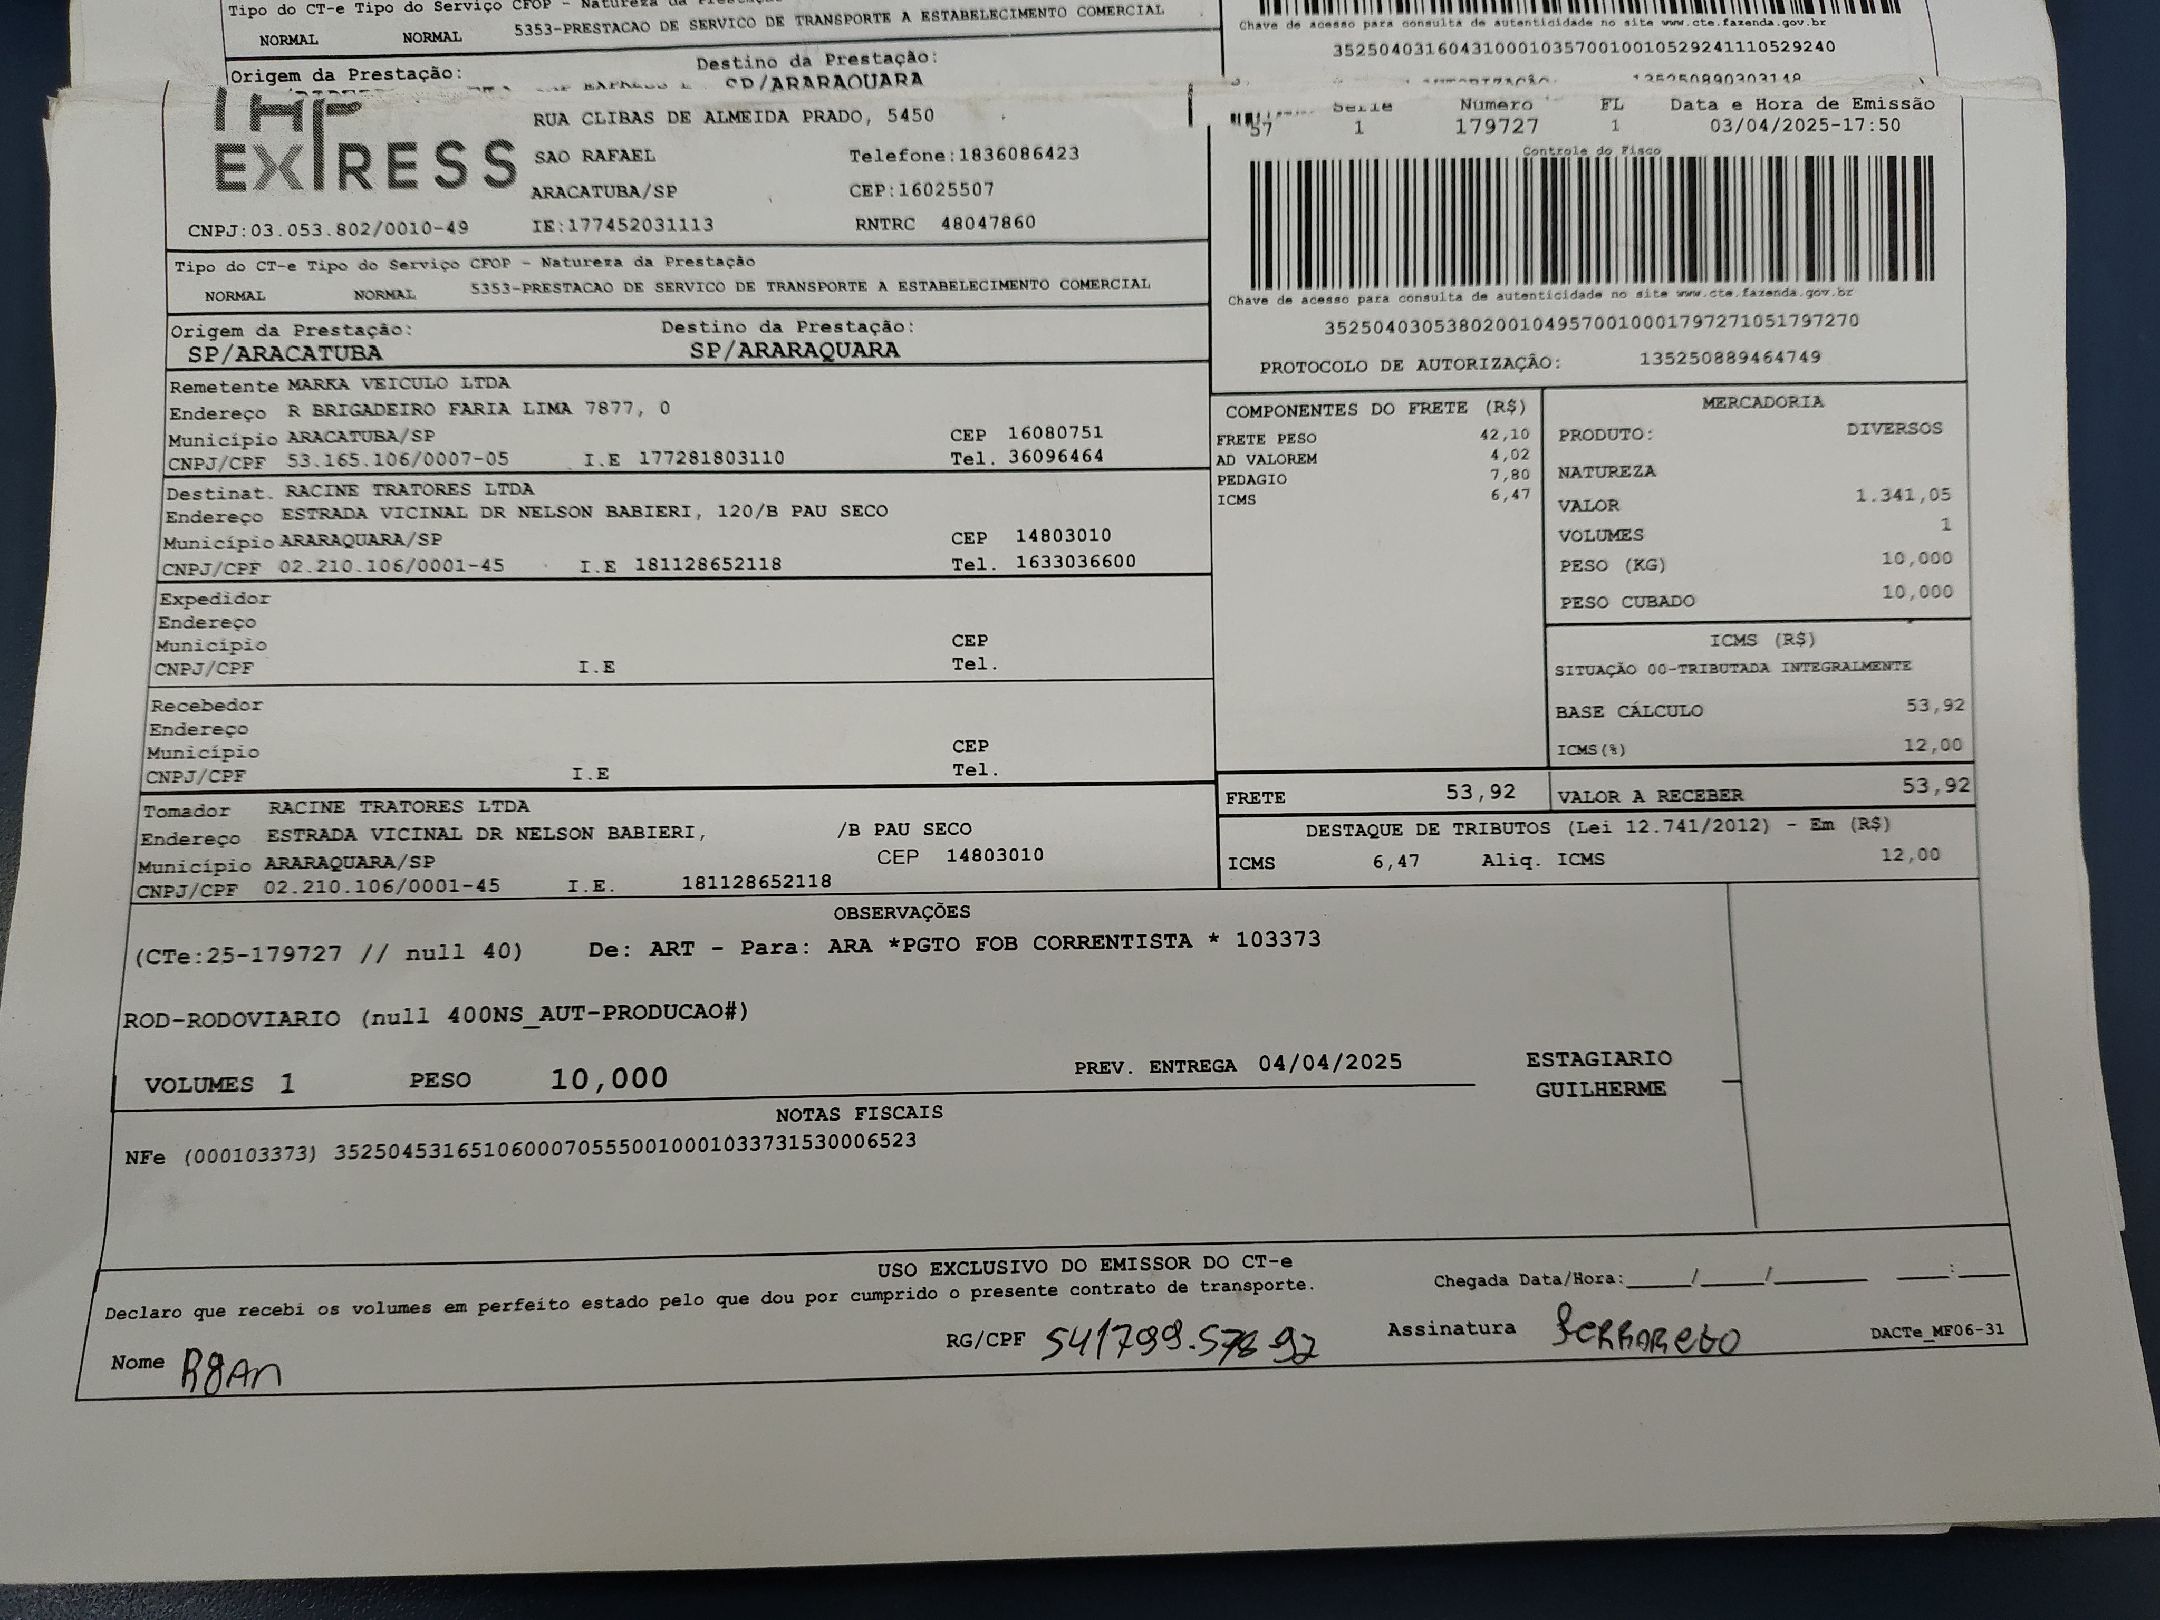 Tipo do CT-e Tipo do Serviço CFOP - Natureza da
NORMAL NORMAL 5353-PRESTACAO DE SERVICO DE TRANSPORTE A ESTABELECIMENTO COMERCIAL
Chave de acesso para consulta de autenticidade no site www.cte.fazenda.gov.br
35250403160431000103570010010529241110529240
Origem da Prestação: Destino da Prestação:
SP/ARARAQUARA
135250890303148
EXPRESS
RUA CLIBAS DE ALMEIDA PRADO, 5450
SAO RAFAEL Telefone:1836086423
ARACATUBA/SP CEP:16025507
CNPJ:03.053.802/0010-49 IE:177452031113 RNTRC 48047860
Serie Numero FL Data e Hora de Emissão
57 1 179727 1 03/04/2025-17:50
Controle do Fisco
Chave de acesso para consulta de autenticidade no site www.cte.fazenda.gov.br
35250403053802001049570010001797271051797270
PROTOCOLO DE AUTORIZAÇÃO: 135250889464749
Tipo do CT-e Tipo do Serviço CFOP - Natureza da Prestação
NORMAL NORMAL 5353-PRESTACAO DE SERVICO DE TRANSPORTE A ESTABELECIMENTO COMERCIAL
Origem da Prestação: Destino da Prestação:
SP/ARACATUBA SP/ARARAQUARA
Remetente MARKA VEICULO LTDA
Endereço R BRIGADEIRO FARIA LIMA 7877, 0
Município ARACATUBA/SP CEP 16080751
CNPJ/CPF 53.165.106/0007-05 I.E 177281803110 Tel. 36096464
Destinat. RACINE TRATORES LTDA
Endereço ESTRADA VICINAL DR NELSON BABIERI, 120/B PAU SECO
Município ARARAQUARA/SP CEP 14803010
CNPJ/CPF 02.210.106/0001-45 I.E 181128652118 Tel. 1633036600
Expedidor
Endereço
Município CEP
CNPJ/CPF I.E Tel.
Recebedor
Endereço
Município CEP
CNPJ/CPF I.E Tel.
Tomador RACINE TRATORES LTDA
Endereço ESTRADA VICINAL DR NELSON BABIERI, /B PAU SECO
Município ARARAQUARA/SP CEP 14803010
CNPJ/CPF 02.210.106/0001-45 I.E. 181128652118
COMPONENTES DO FRETE (R$)
FRETE PESO 42,10
AD VALOREM 4,02
PEDAGIO 7,80
ICMS 6,47
MERCADORIA
PRODUTO: DIVERSOS
NATUREZA
VALOR 1.341,05
VOLUMES 1
PESO (KG) 10,000
PESO CUBADO 10,000
ICMS (R$)
SITUAÇÃO 00-TRIBUTADA INTEGRALMENTE
BASE CÁLCULO 53,92
ICMS(%) 12,00
FRETE 53,92 VALOR A RECEBER 53,92
DESTAQUE DE TRIBUTOS (Lei 12.741/2012) - Em (R$)
ICMS 6,47 Aliq. ICMS 12,00
OBSERVAÇÕES
(CTe:25-179727 // null 40) De: ART - Para: ARA *PGTO FOB CORRENTISTA * 103373
ROD-RODOVIARIO (null 400NS_AUT-PRODUCAO#)
VOLUMES 1 PESO 10,000 PREV. ENTREGA 04/04/2025 ESTAGIARIO
GUILHERME
NOTAS FISCAIS
NFe (000103373) 35250453165106000705550010001033731530006523
USO EXCLUSIVO DO EMISSOR DO CT-e
Declaro que recebi os volumes em perfeito estado pelo que dou por cumprido o presente contrato de transporte. Chegada Data/Hora:_____/_____/_______ ____:____
Nome RyAn RG/CPF 541799.578-92 Assinatura DACTe_MF06-31